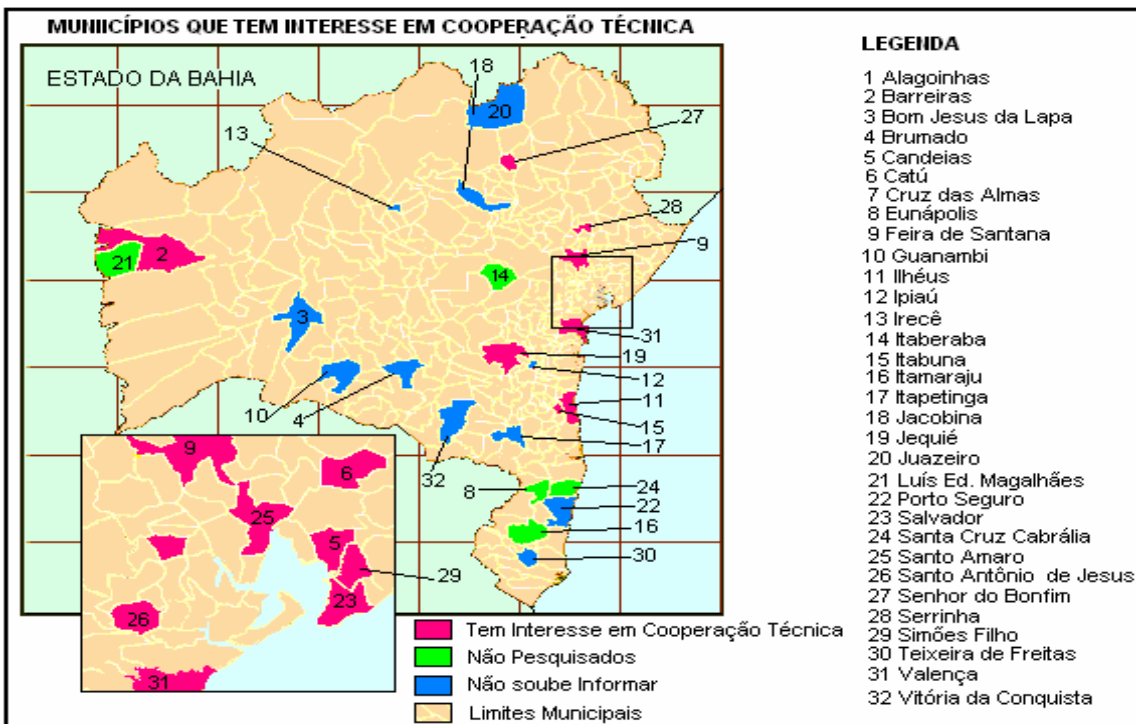 MUNIICÍPIOS QUE TEM INTERESSE EM COOPERAÇÃO TÉCNICA
ESTADO DA BAHIA
18
20
27
13
28
9
2
21
14
3
31
19
12
10
4
11
15
17
32
8
24
22
16
30
9
6
25
5
29
23
26
31
Tem Interesse em Cooperação Técnica
Não Pesquisados
Não soube Informar
Limites Municipais
LEGENDA
1 Alagoinhas
2 Barreiras
3 Bom Jesus da Lapa
4 Brumado
5 Candeias
6 Catú
7 Cruz das Almas
8 Eunápolis
9 Feira de Santana
10 Guanambi
11 Ilhéus
12 Ipiaú
13 Irecê
14 Itaberaba
15 Itabuna
16 Itamaraju
17 Itapetinga
18 Jacobina
19 Jequié
20 Juazeiro
21 Luís Ed. Magalhães
22 Porto Seguro
23 Salvador
24 Santa Cruz Cabrália
25 Santo Amaro
26 Santo Antônio de Jesus
27 Senhor do Bonfim
28 Serrinha
29 Simões Filho
30 Teixeira de Freitas
31 Valença
32 Vitória da Conquista